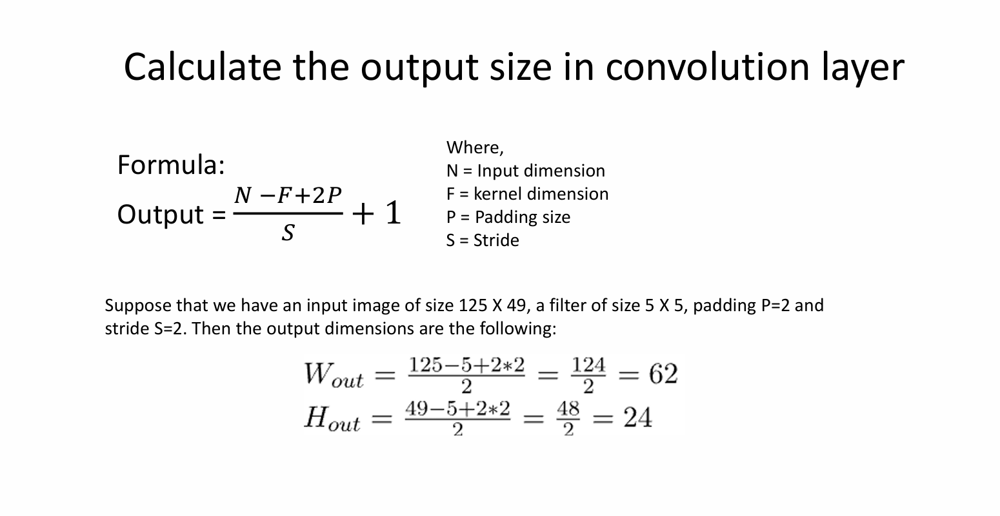 Calculate the output size in convolution layer
Formula:
Output = \frac{N −F+2P}{S} + 1
Where,
N = Input dimension
F = kernel dimension
P = Padding size
S = Stride
Suppose that we have an input image of size 125 X 49, a filter of size 5 X 5, padding P=2 and
stride S=2. Then the output dimensions are the following:
W_{out} = \frac{125−5+2*2}{2} = \frac{124}{2} = 62
H_{out} = \frac{49−5+2*2}{2} = \frac{48}{2} = 24